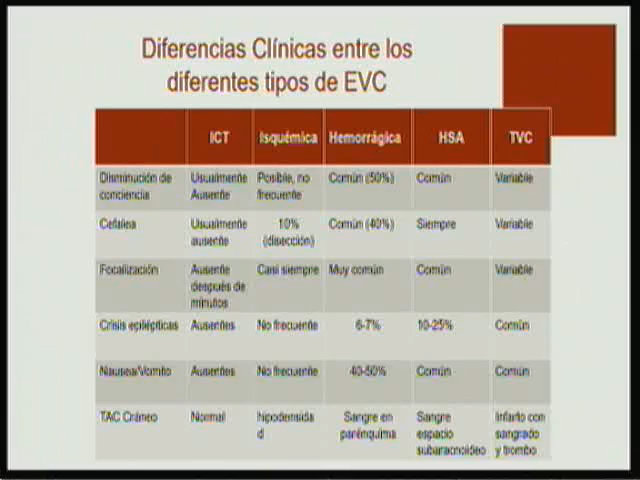 Diferencias Clínicas entre los
diferentes tipos de EVC
ICT Isquémica Hemorrágica HSA TVC
Disminución de conciencia Usualmente Ausente Posible, no frecuente Común (50%) Común Variable
Cefalea Usualmente ausente 10% (disección) Común (40%) Siempre Variable
Focalización Ausente después de minutos Casi siempre Muy común Común Variable
Crisis epilépticas Ausentes No frecuente 6-7% 10-25% Común
Nausea/Vomito Ausentes No frecuente 40-50% Común Común
TAC Cráneo Normal hipodensidad Sangre en parénquima Sangre espacio subaracnoideo Infarto con sangrado y trombo